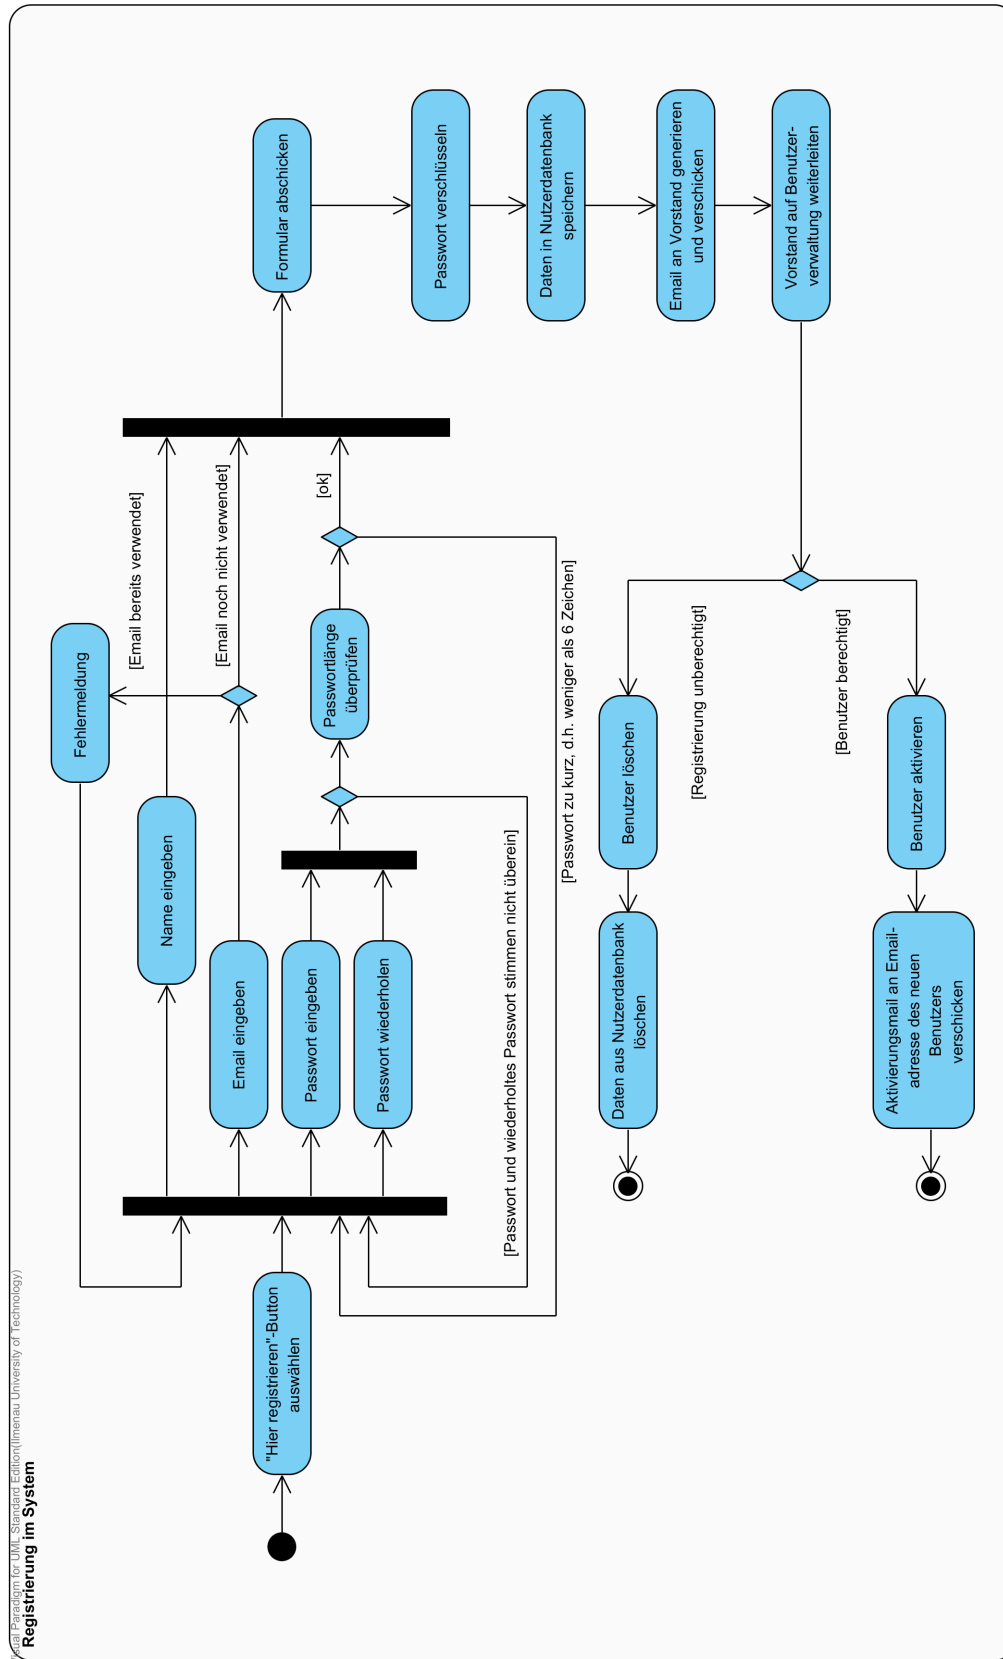 Visual Paradigm for UML Standard Edition(Ilmenau University of Technology)
Registrierung im System
"Hier registrieren"-Button
auswählen
Fehlermeldung
Name eingeben
Email eingeben
Passwort eingeben
Passwort wiederholen
[Email bereits verwendet]
[Email noch nicht verwendet]
Passwortlänge
überprüfen
[ok]
[Passwort und wiederholtes Passwort stimmen nicht überein]
[Passwort zu kurz, d.h. weniger als 6 Zeichen]
Formular abschicken
Passwort verschlüsseln
Daten in Nutzerdatenbank
speichern
Email an Vorstand generieren
und verschicken
Vorstand auf Benutzer-
verwaltung weiterleiten
[Registrierung unberechtigt]
[Benutzer berechtigt]
Benutzer löschen
Daten aus Nutzerdatenbank
löschen
Benutzer aktivieren
Aktivierungsmail an Email-
adresse des neuen
Benutzers
verschicken